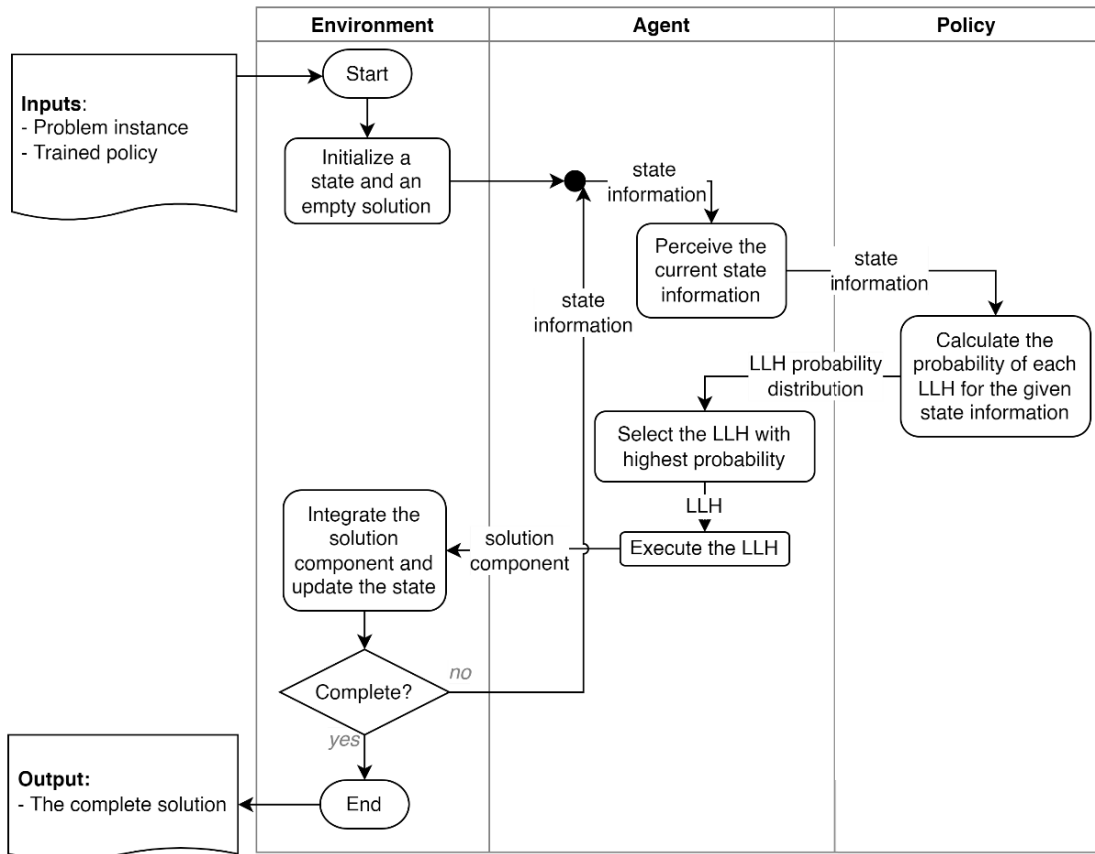 Environment
Agent
Policy
Start
Inputs:
- Problem instance
- Trained policy
Initialize a
state and an
empty solution
state
information
Perceive the
current state
information
state
information
Calculate the
probability of each
LLH for the given
state information
LLH probability
distribution
Select the LLH with
highest probability
LLH
Execute the LLH
solution
component
Integrate the
solution
component and
update the state
Complete?
no
state
information
yes
End
Output:
- The complete solution